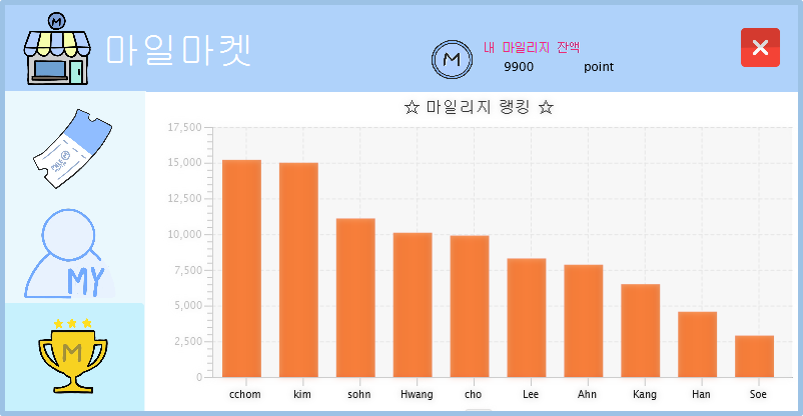 M
마일마켓
M
내 마일리지 잔액
9900 point
☆ 마일리지 랭킹 ☆
17,500
15,000
12,500
10,000
7,500
5,000
2,500
0
cchom kim sohn Hwang cho Lee Ahn Kang Han Soe
MY
M